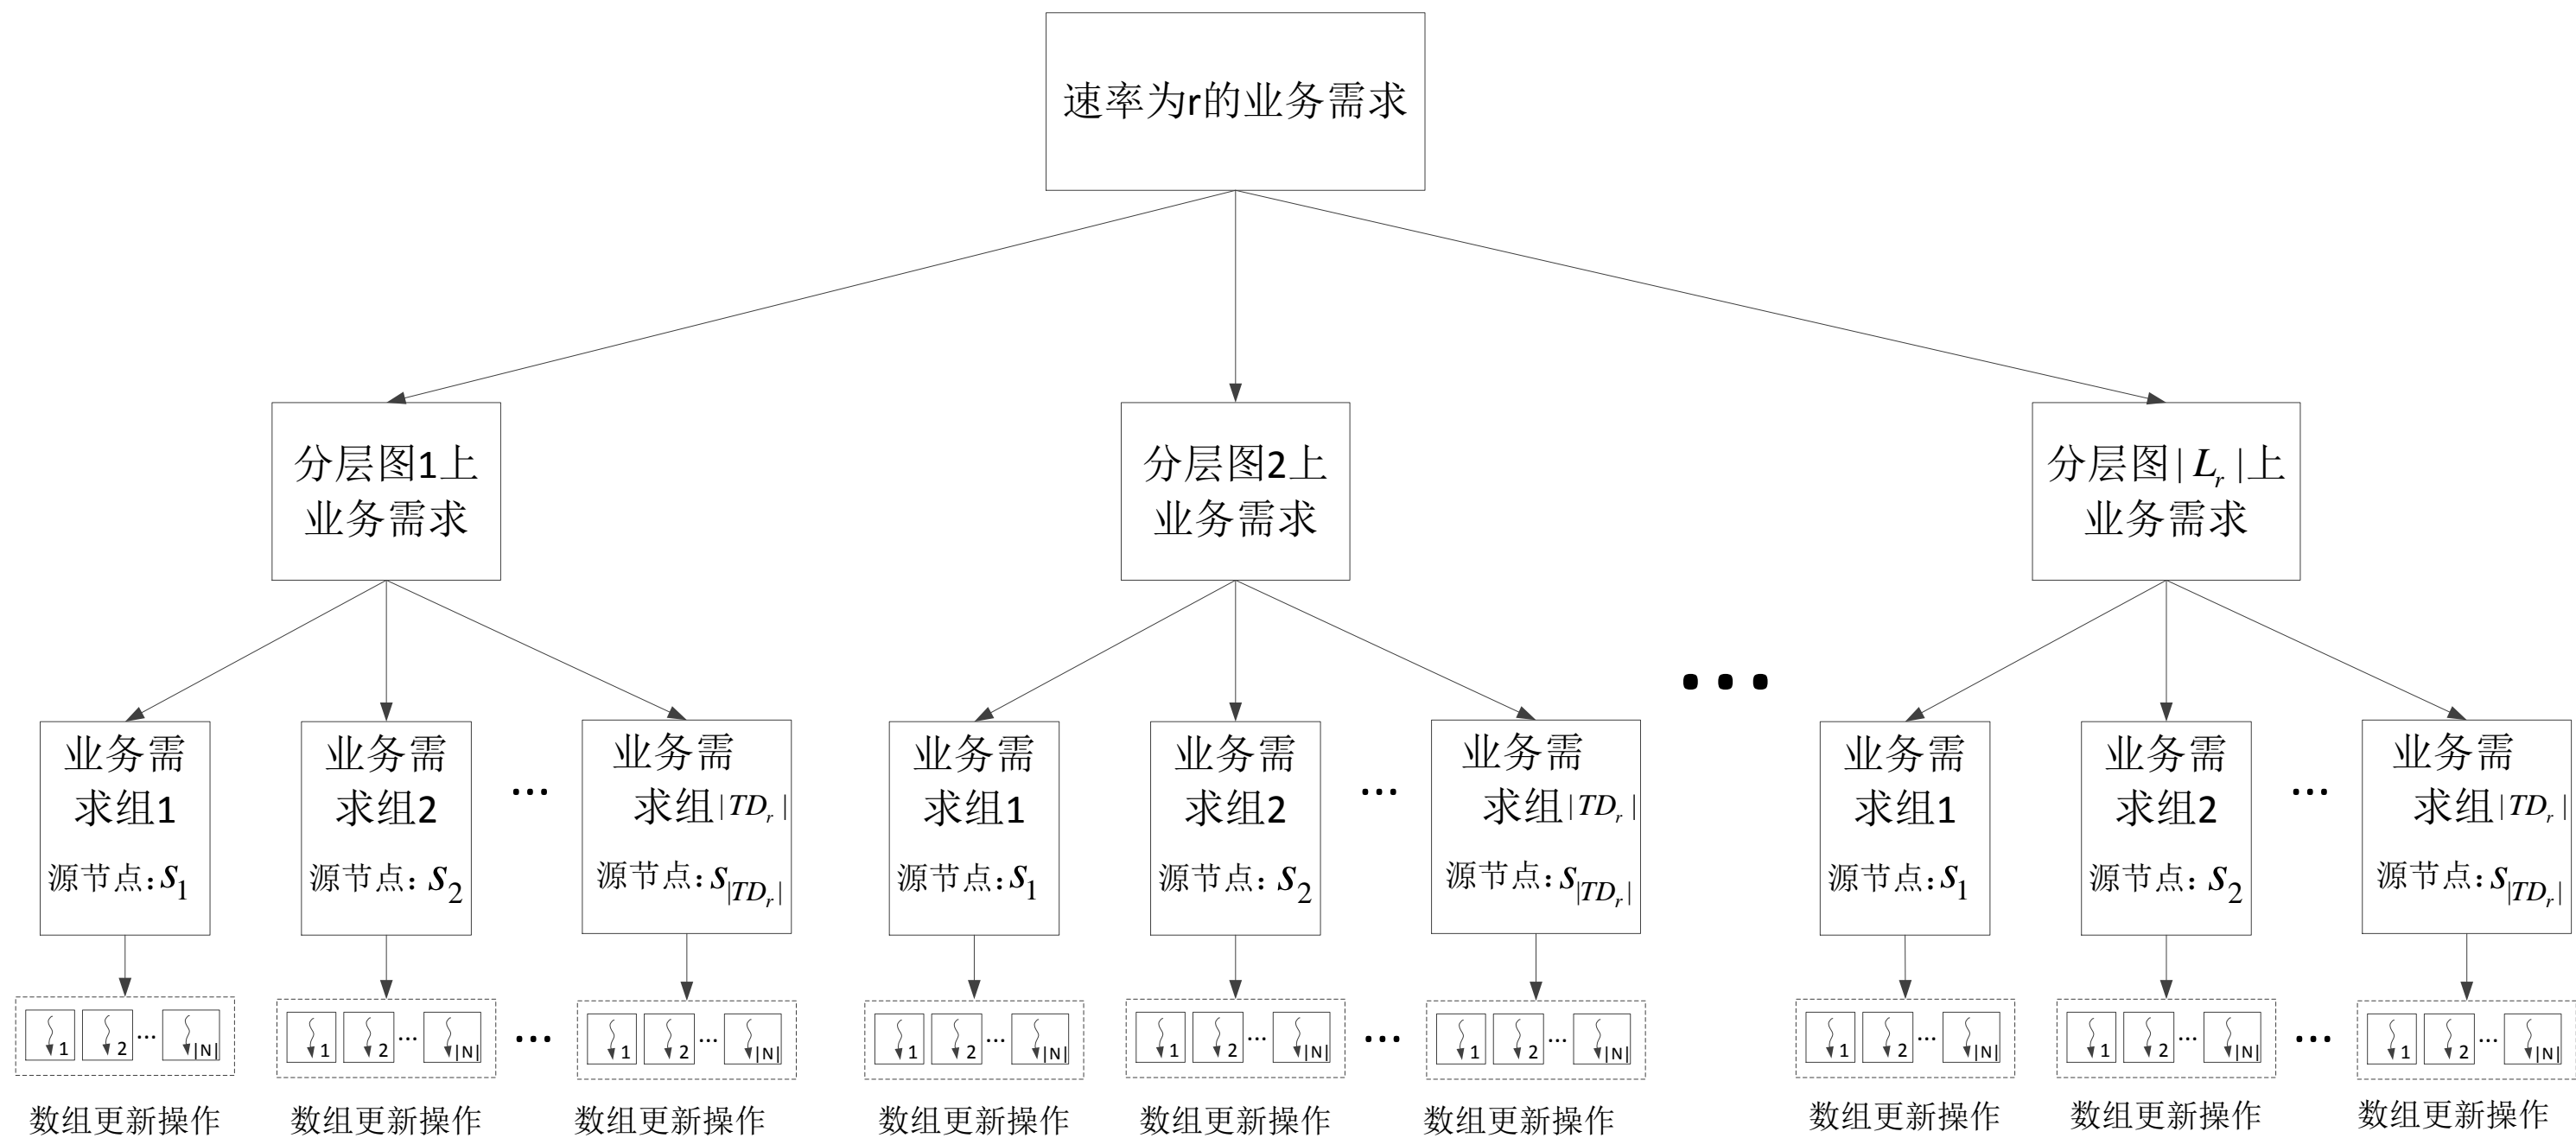 速率为r的业务需求
分层图1上
业务需求
分层图2上
业务需求
分层图|L_r|上
业务需求
...
业务需
求组1
源节点：s_1
业务需
求组2
源节点：s_2
...
业务需
求组|TD_r|
源节点：s_|TD_r|
业务需
求组1
源节点：s_1
业务需
求组2
源节点：s_2
...
业务需
求组|TD_r|
源节点：s_|TD_r|
业务需
求组1
源节点：s_1
业务需
求组2
源节点：s_2
...
业务需
求组|TD_r|
源节点：s_|TD_r|
1 2 ... |N|
1 2 ... |N|
...
1 2 ... |N|
1 2 ... |N|
1 2 ... |N|
...
1 2 ... |N|
1 2 ... |N|
1 2 ... |N|
...
1 2 ... |N|
数组更新操作
数组更新操作
数组更新操作
数组更新操作
数组更新操作
数组更新操作
数组更新操作
数组更新操作
数组更新操作